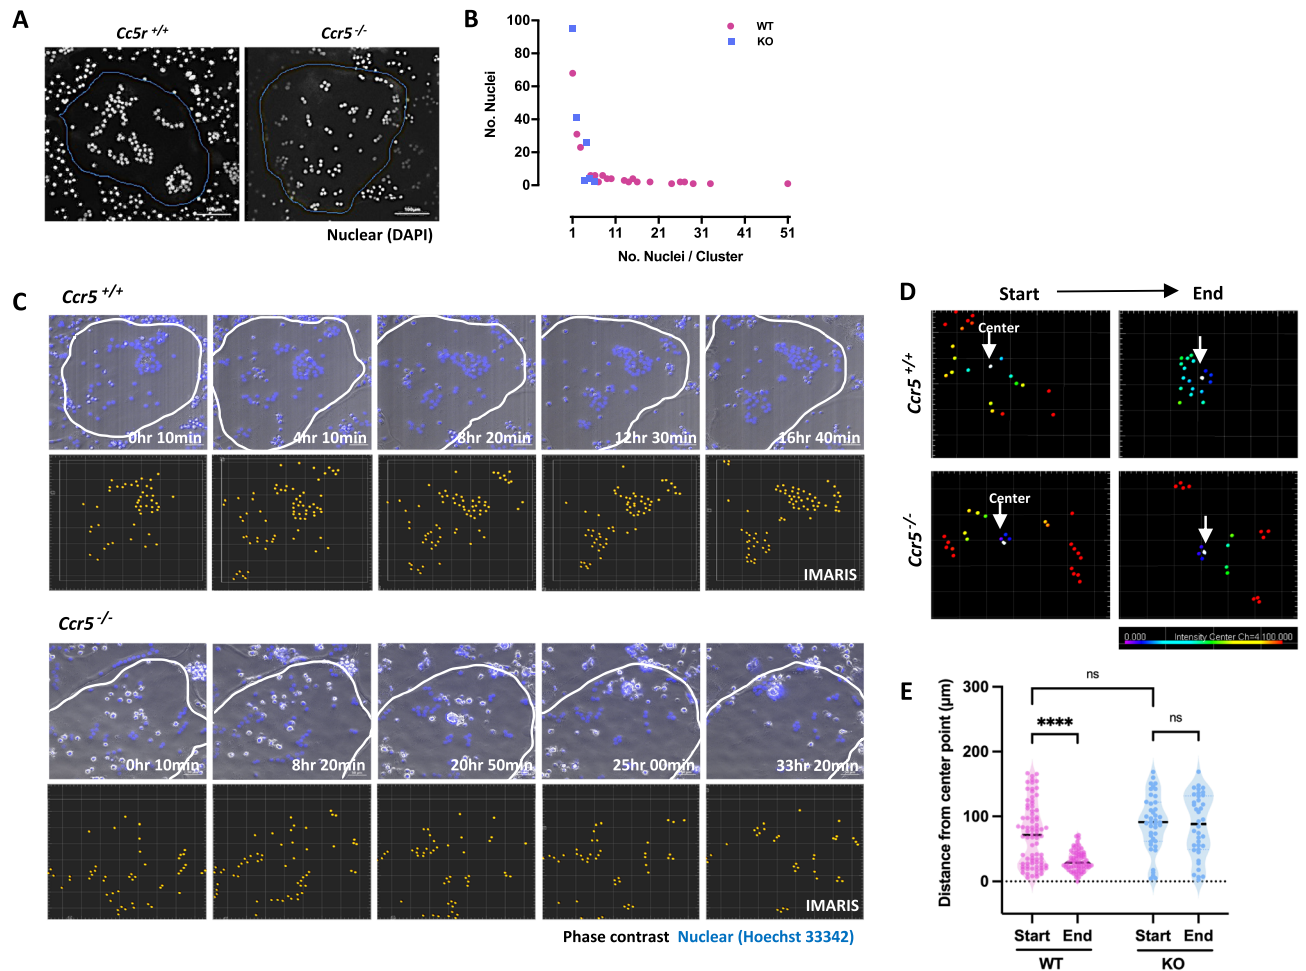 A
Cc5r +/+
Ccr5 -/-
100μm
100μm
Nuclear (DAPI)
B
100
80
60
40
20
0
No. Nuclei
WT
KO
1 11 21 31 41 51
No. Nuclei / Cluster
C
Ccr5 +/+
0hr 10min
4hr 10min
8hr 20min
12hr 30min
16hr 40min
IMARIS
Ccr5 -/-
0hr 10min
8hr 20min
20hr 50min
25hr 00min
33hr 20min
IMARIS
Phase contrast Nuclear (Hoechst 33342)
D
Start
End
Ccr5 +/+
Center
Ccr5 -/-
Center
0.000 Intensity Center Ch=4 100.000
E
300
200
100
0
Distance from center point (μm)
ns
****
ns
Start End Start End
WT KO